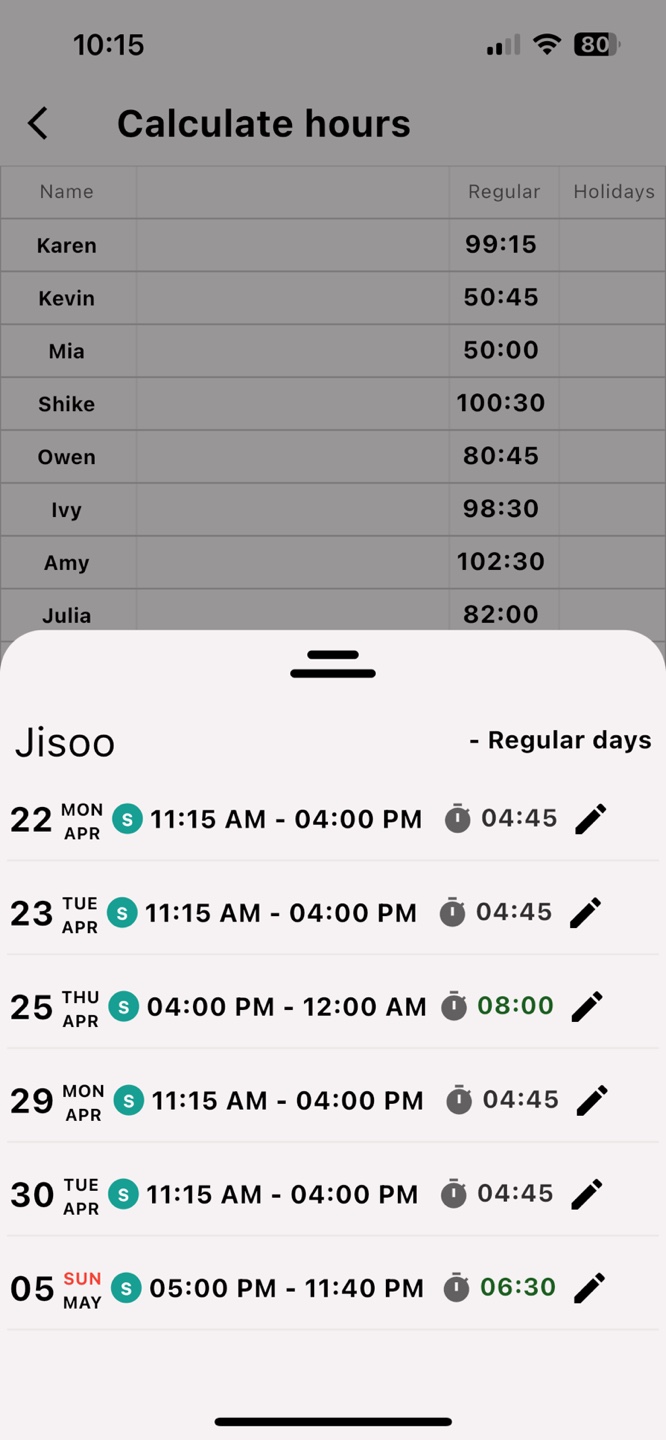 10:15 80
Calculate hours
Name Regular Holidays
Karen 99:15
Kevin 50:45
Mia 50:00
Shike 100:30
Owen 80:45
Ivy 98:30
Amy 102:30
Julia 82:00
Jisoo - Regular days
22 MON APR S 11:15 AM - 04:00 PM 04:45
23 TUE APR S 11:15 AM - 04:00 PM 04:45
25 THU APR S 04:00 PM - 12:00 AM 08:00
29 MON APR S 11:15 AM - 04:00 PM 04:45
30 TUE APR S 11:15 AM - 04:00 PM 04:45
05 SUN MAY S 05:00 PM - 11:40 PM 06:30